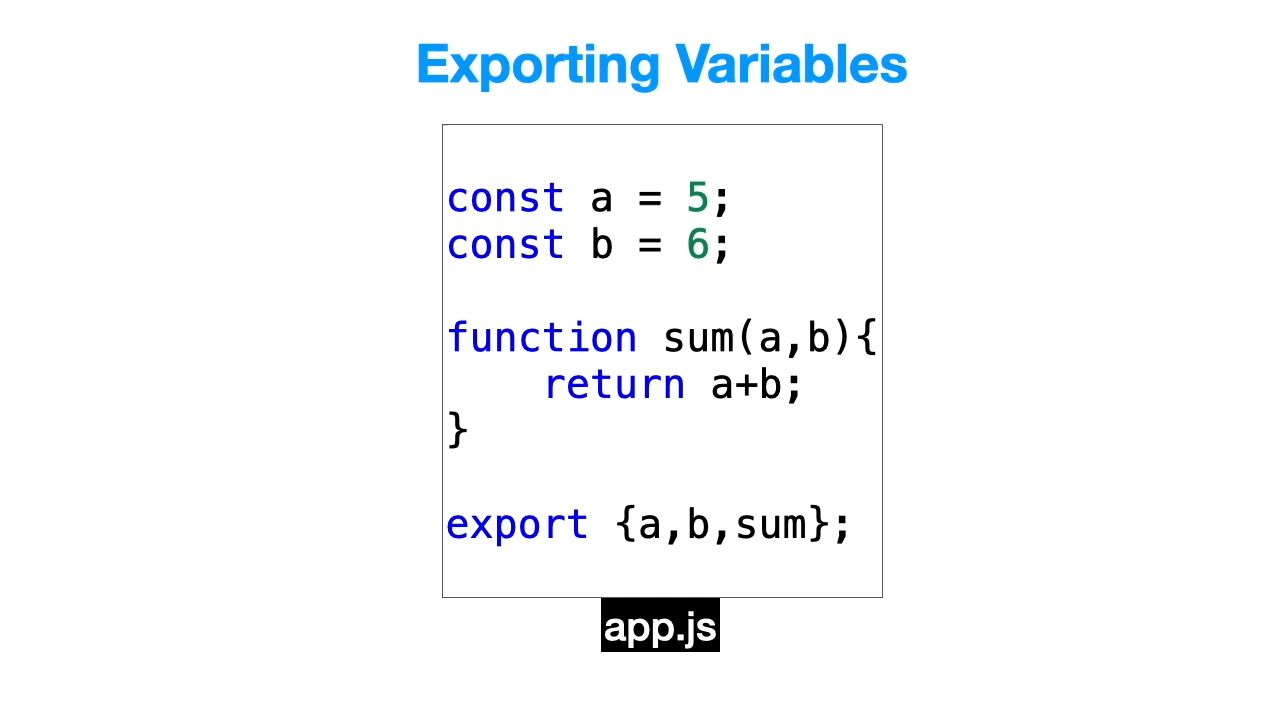 Exporting Variables
const a = 5;
const b = 6;
function sum(a,b){
    return a+b;
}
export {a,b,sum};
app.js